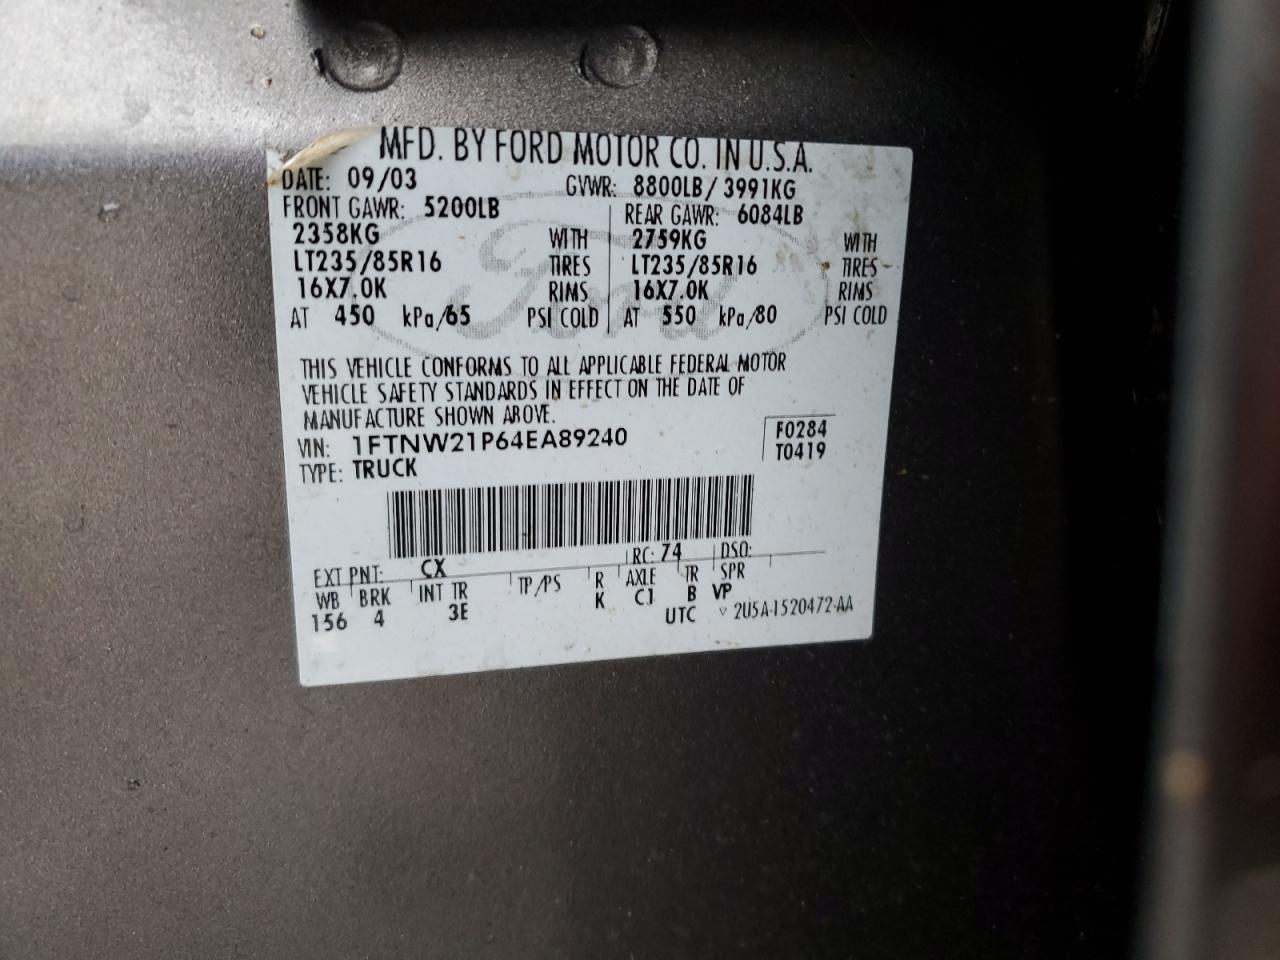 MFD. BY FORD MOTOR CO. IN U.S.A.
DATE: 09/03 GVWR: 8800LB/ 3991KG
FRONT GAWR: 5200LB REAR GAWR: 6084LB
2358KG WITH 2759KG WITH
LT235/85R16 TIRES LT235/85R16 TIRES
16X7.0K RIMS 16X7.0K RIMS
AT 450 kPa/65 PSI COLD AT 550 kPa/80 PSI COLD
Ford
THIS VEHICLE CONFORMS TO ALL APPLICABLE FEDERAL MOTOR
VEHICLE SAFETY STANDARDS IN EFFECT ON THE DATE OF
MANUFACTURE SHOWN ABOVE.
VIN: 1FTNW21P64EA89240 F0284
TYPE: TRUCK T0419
EXT PNT: CX RC: 74 DSO:
WB BRK INT TR TP/PS R AXLE TR SPR
156 4 3E K C1 B VP
UTC ▽ 2U5A-1520472-AA